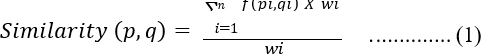 Similarity (p,q) = ∇n i=1 f(pi,qi) X wi / wi ..............(1)